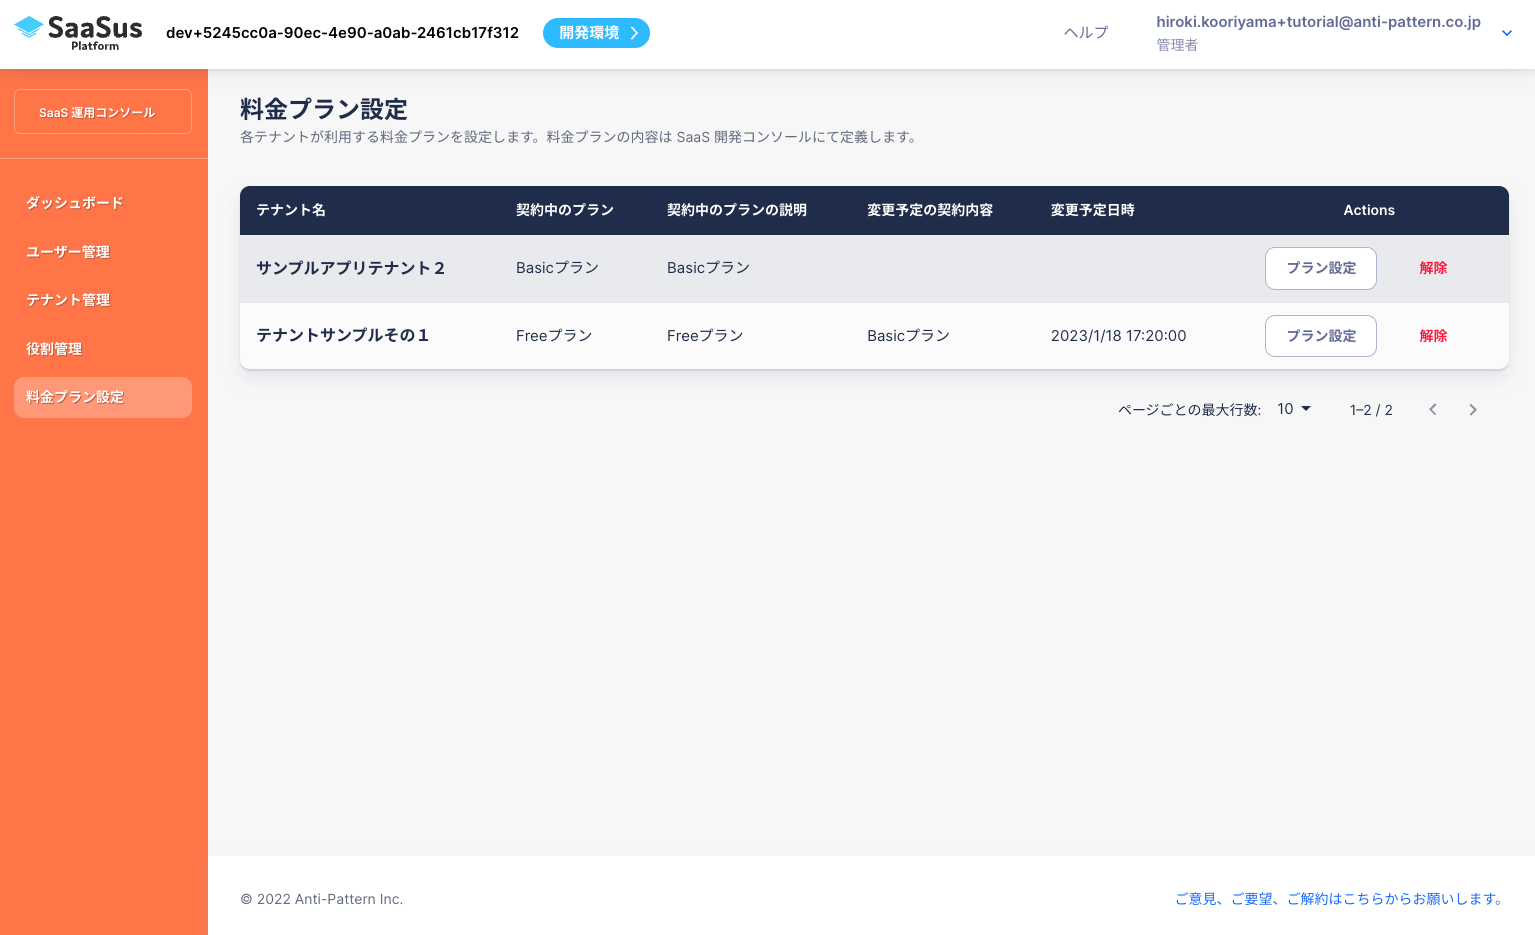 SaaSus
Platform
dev+5245cc0a-90ec-4e90-a0ab-2461cb17f312
開発環境
ヘルプ
hiroki.kooriyama+tutorial@anti-pattern.co.jp
管理者
SaaS 運用コンソール
ダッシュボード
ユーザー管理
テナント管理
役割管理
料金プラン設定
料金プラン設定
各テナントが利用する料金プランを設定します。料金プランの内容は SaaS 開発コンソールにて定義します。
テナント名 契約中のプラン 契約中のプランの説明 変更予定の契約内容 変更予定日時 Actions
サンプルアプリテナント２ Basicプラン Basicプラン プラン設定 解除
テナントサンプルその１ Freeプラン Freeプラン Basicプラン 2023/1/18 17:20:00 プラン設定 解除
ページごとの最大行数: 10 1–2 / 2
© 2022 Anti-Pattern Inc.
ご意見、ご要望、ご解約はこちらからお願いします。